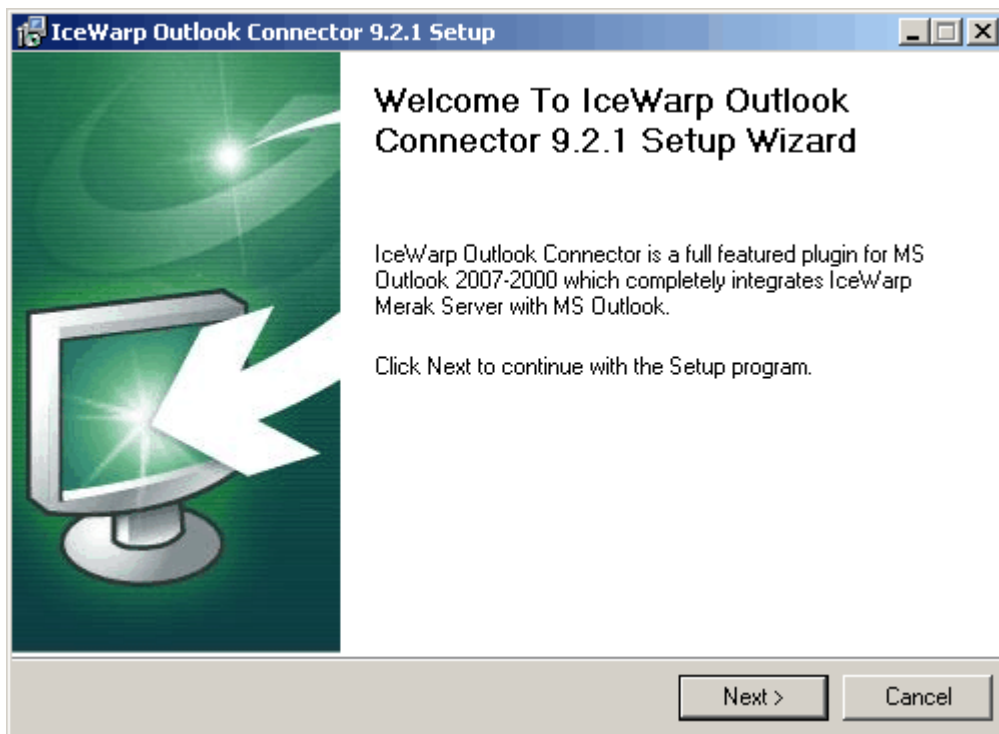 IceWarp Outlook Connector 9.2.1 Setup
Welcome To IceWarp Outlook
Connector 9.2.1 Setup Wizard
IceWarp Outlook Connector is a full featured plugin for MS
Outlook 2007-2000 which completely integrates IceWarp
Merak Server with MS Outlook.
Click Next to continue with the Setup program.
Next >
Cancel